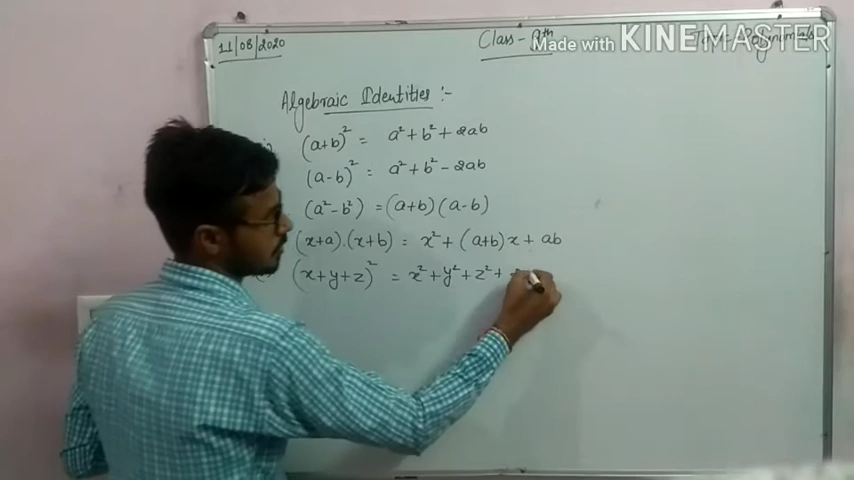 11/08/2020 Class - 9th
Made with KINEMASTER
Algebraic Identities :-
(a+b)² = a² + b² + 2ab
(a-b)² = a² + b² - 2ab
(a² - b²) = (a+b) (a-b)
(x+a).(x+b) = x² + (a+b)x + ab
(x+y+z)² = x² + y² + z² +